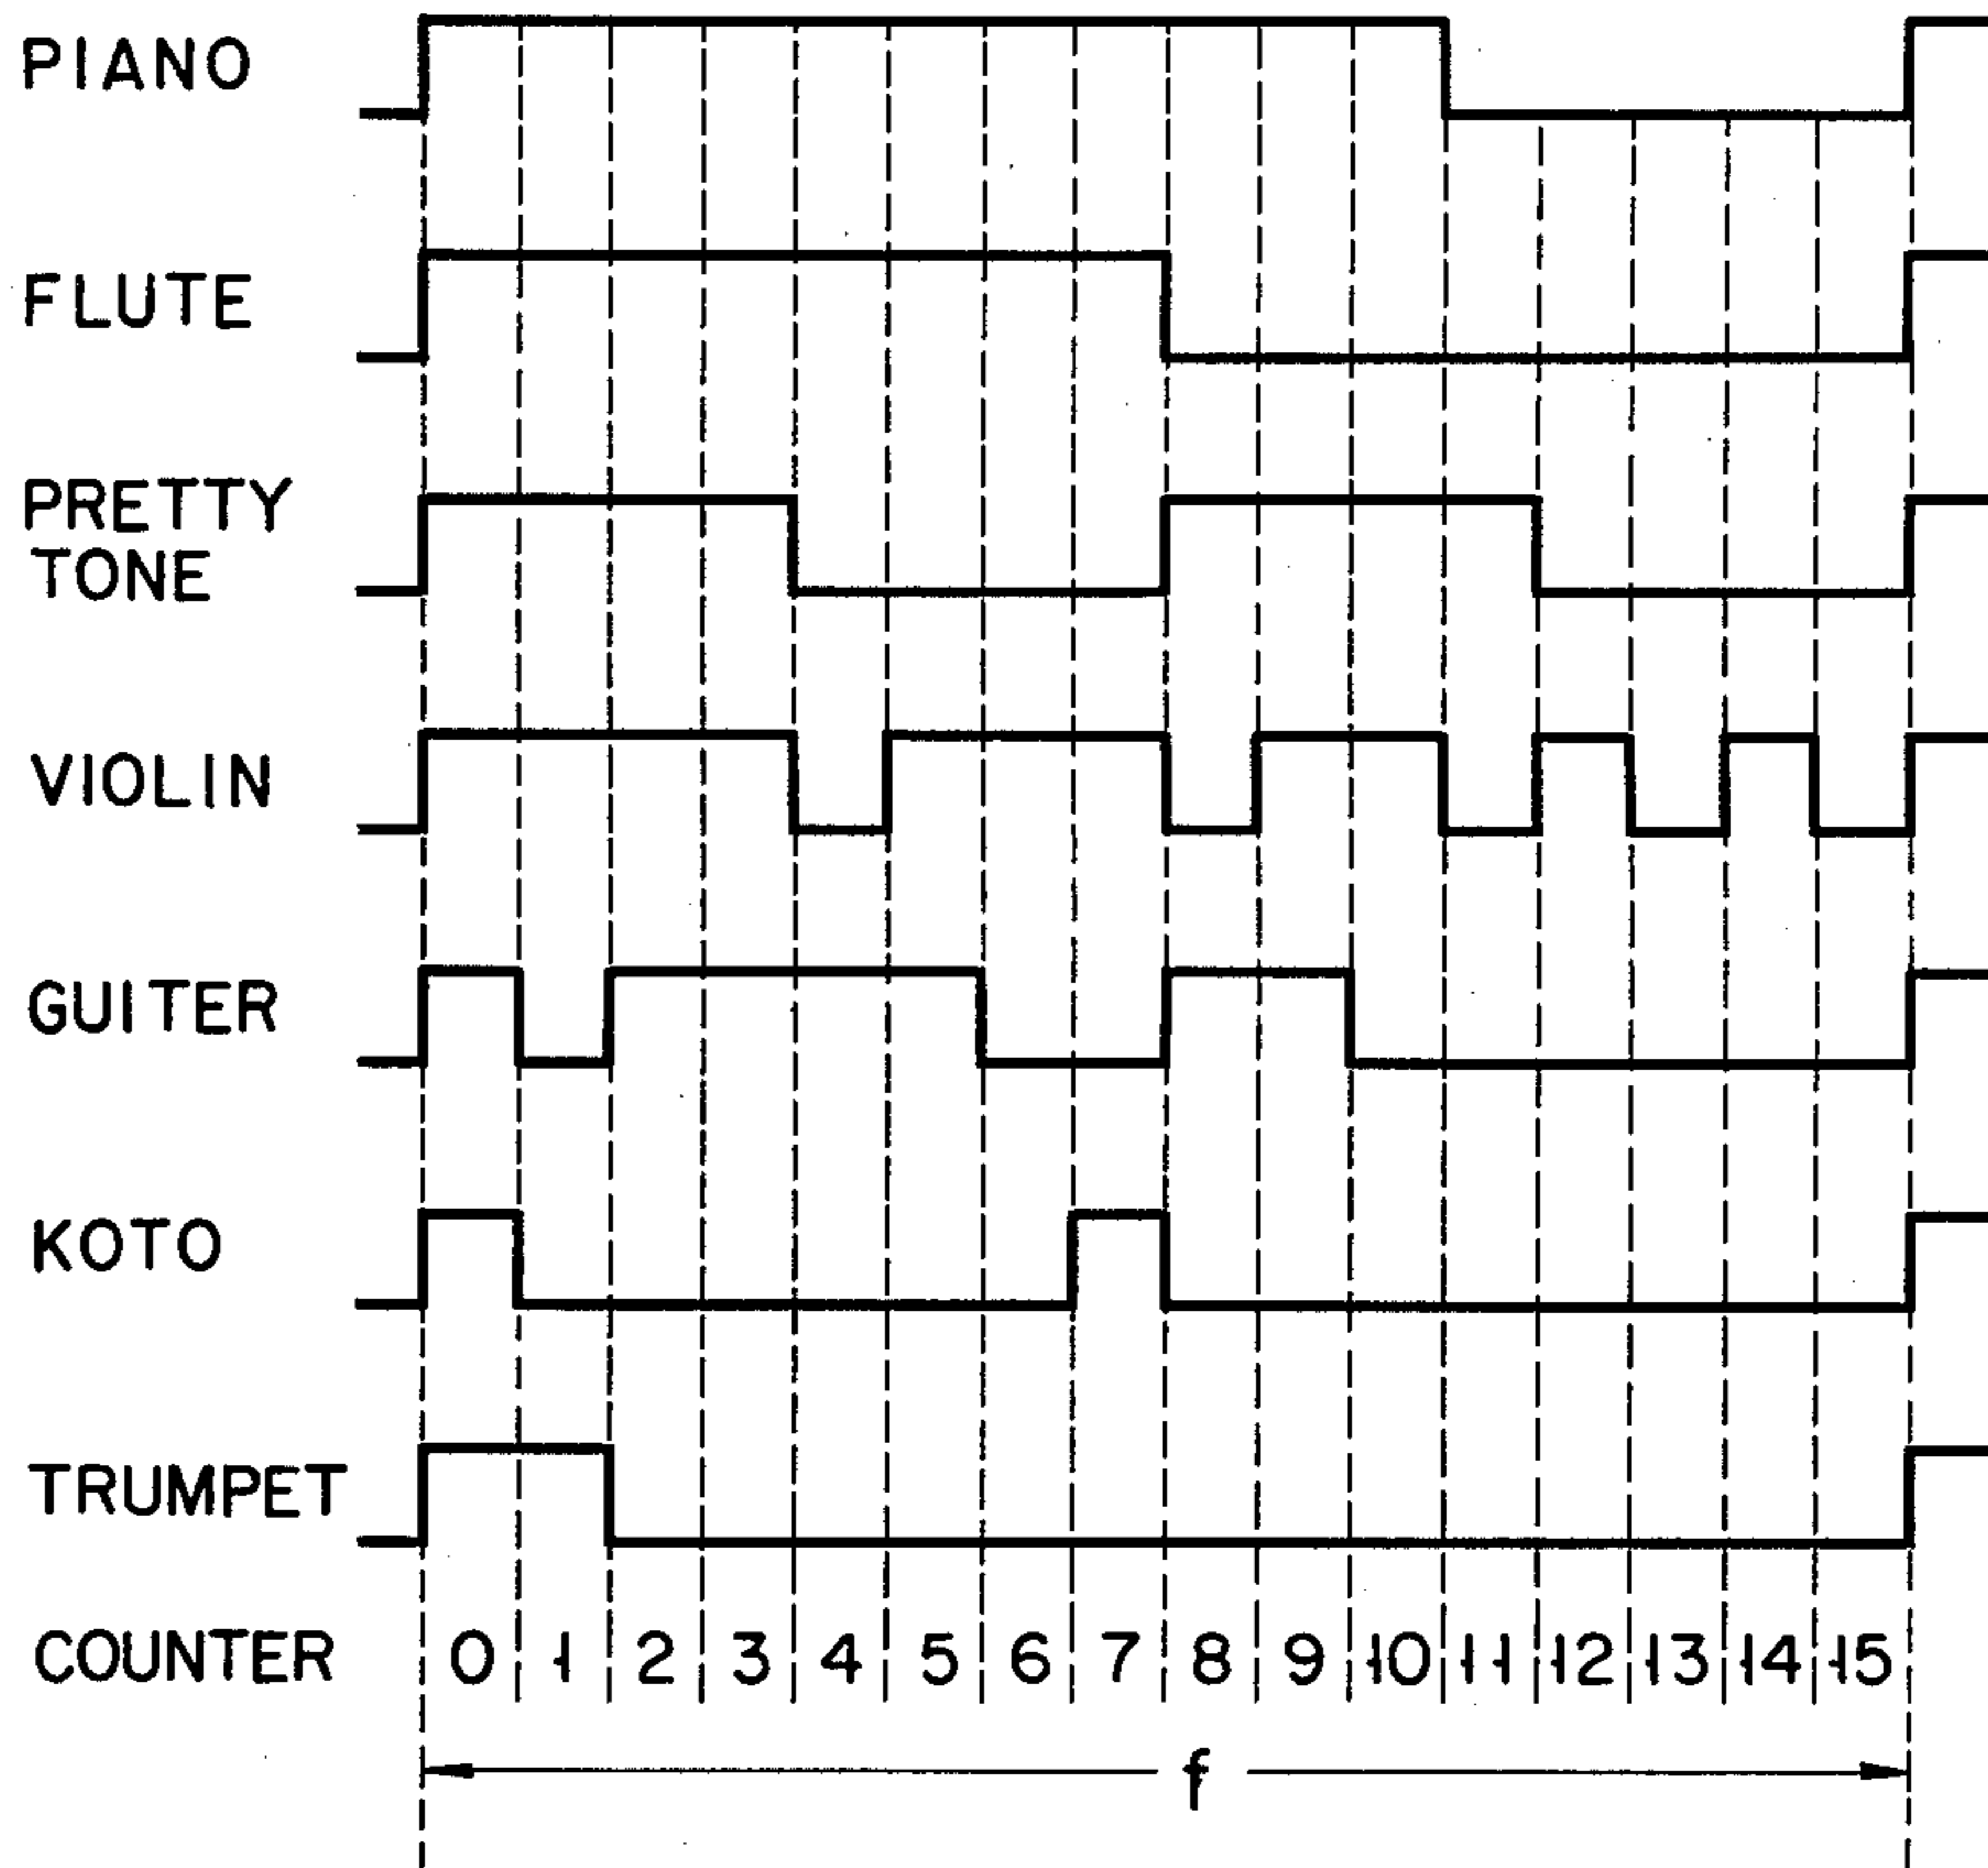 PIANO
FLUTE
PRETTY
TONE
VIOLIN
GUITER
KOTO
TRUMPET
COUNTER 0 1 2 3 4 5 6 7 8 9 10 11 12 13 14 15
f